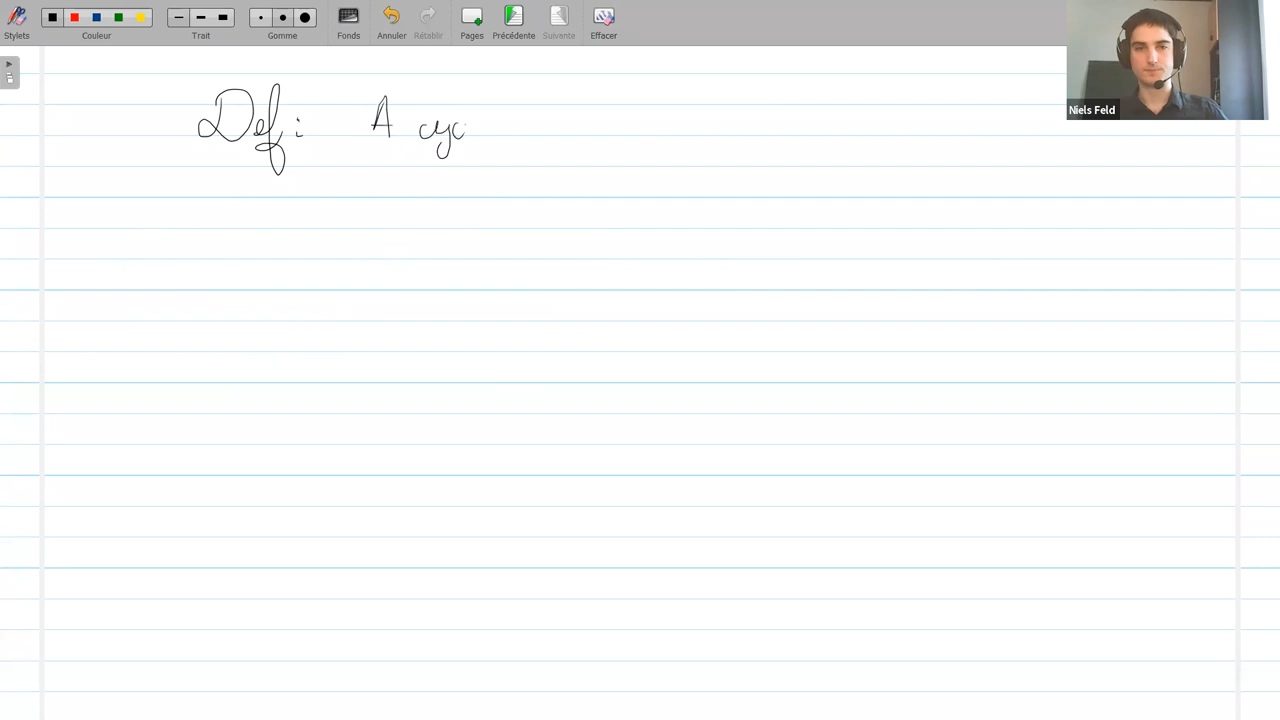 Stylets
Couleur
Trait
Gomme
Fonds
Annuler
Rétablir
Pages
Précédente
Suivante
Effacer
Niels Feld
Def: A cyc